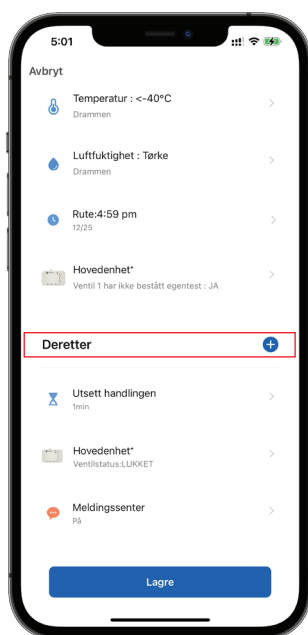 5:01
Avbryt
Temperatur : <-40°C
Drammen
Luftfuktighet : Tørke
Drammen
Rute:4:59 pm
12/25
Hovedenhet*
Ventil 1 har ikke bestått egentest : JA
Deretter
Utsett handlingen
1min
Hovedenhet*
Ventilstatus:LUKKET
Meldingssenter
På
Lagre